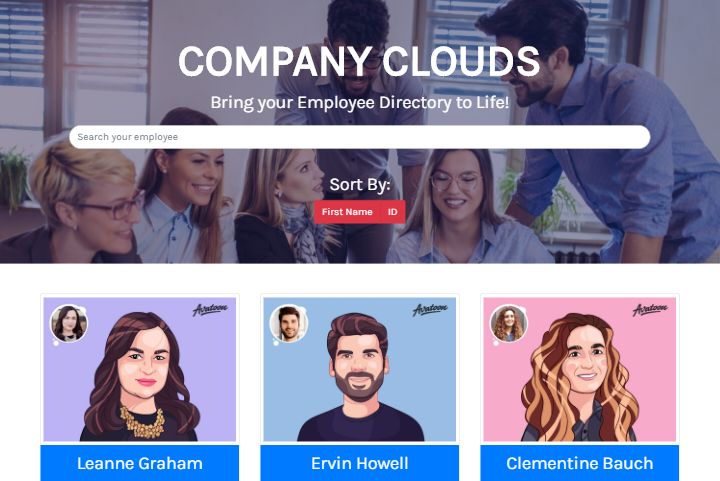 COMPANY CLOUDS
Bring your Employee Directory to Life!
Search your employee
Sort By:
First Name ID
Avatoon Avatoon Avatoon
Leanne Graham Ervin Howell Clementine Bauch